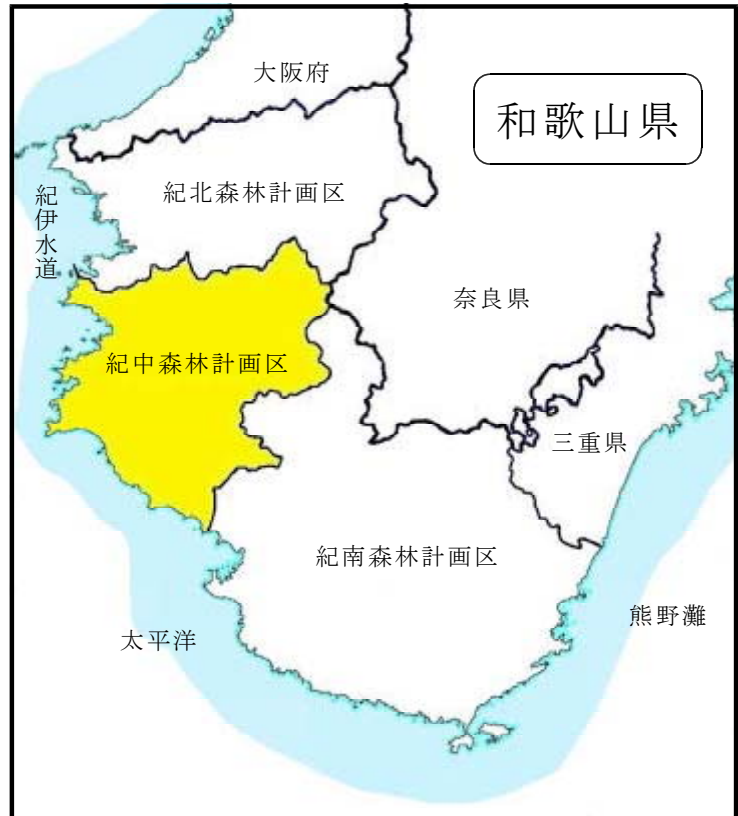 大阪府
和歌山県
紀北森林計画区
紀伊水道
奈良県
紀中森林計画区
三重県
紀南森林計画区
熊野灘
太平洋